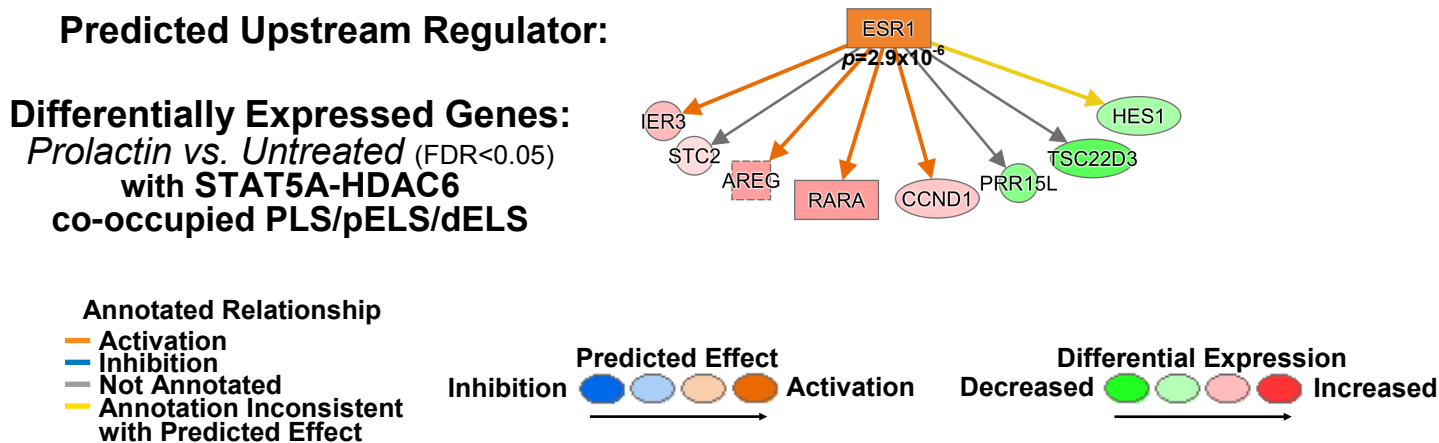 Predicted Upstream Regulator:
ESR1
p=2.9x10-6
Differentially Expressed Genes:
Prolactin vs. Untreated (FDR<0.05)
with STAT5A-HDAC6
co-occupied PLS/pELS/dELS
IER3
STC2
AREG
RARA
CCND1
PRR15L
TSC22D3
HES1
Annotated Relationship
Activation
Inhibition
Not Annotated
Annotation Inconsistent
with Predicted Effect
Predicted Effect
Inhibition Activation
Differential Expression
Decreased Increased